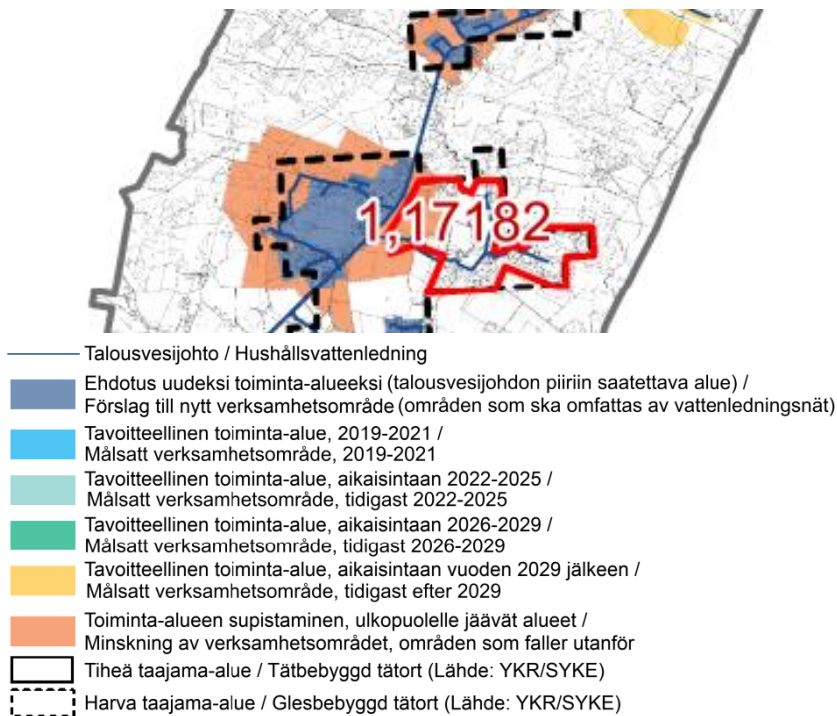 1,17182
Talousvesijohto / Hushållsvattenledning
Ehdotus uudeksi toiminta-alueeksi (talousvesijohdon piiriin saatettava alue) /
Förslag till nytt verksamhetsområde (områden som ska omfattas av vattenledningsnät)
Tavoitteellinen toiminta-alue, 2019-2021 /
Målsatt verksamhetsområde, 2019-2021
Tavoitteellinen toiminta-alue, aikaisintaan 2022-2025 /
Målsatt verksamhetsområde, tidigast 2022-2025
Tavoitteellinen toiminta-alue, aikaisintaan 2026-2029 /
Målsatt verksamhetsområde, tidigast 2026-2029
Tavoitteellinen toiminta-alue, aikaisintaan vuoden 2029 jälkeen /
Målsatt verksamhetsområde, tidigast efter 2029
Toiminta-alueen supistaminen, ulkopuolelle jäävät alueet /
Minskning av verksamhetsområdet, områden som faller utanför
Tiheä taajama-alue / Tätbebyggd tätort (Lähde: YKR/SYKE)
Harva taajama-alue / Glesbebyggd tätort (Lähde: YKR/SYKE)